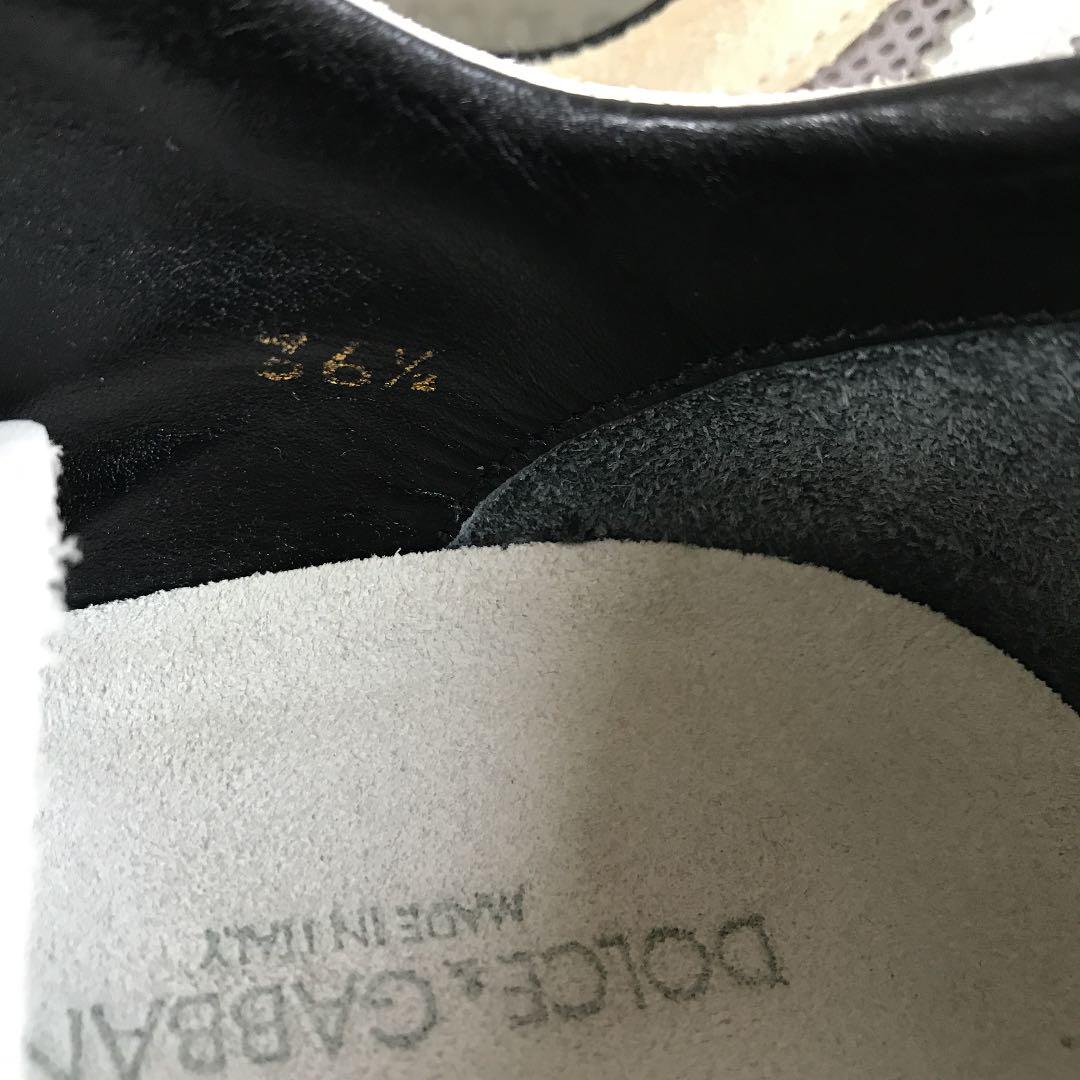 36½
DOLCE & GABBAN
MADE IN ITALY